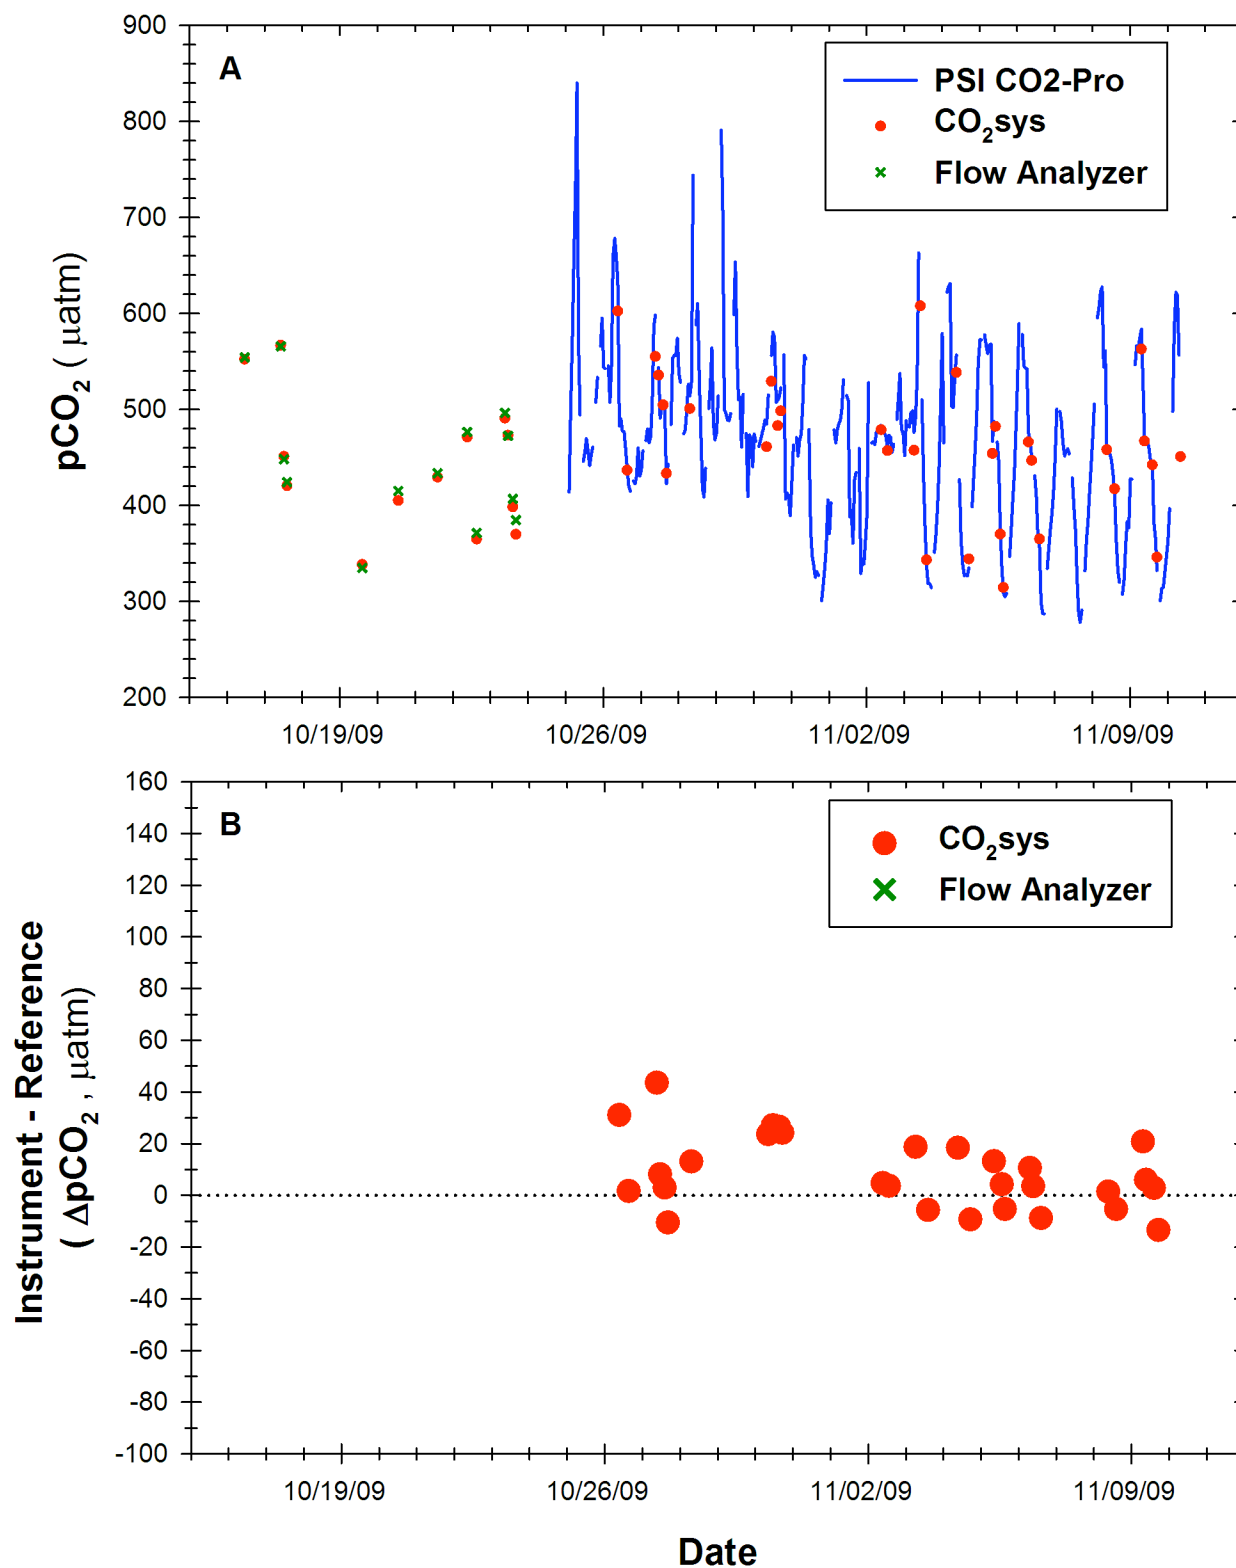 A
PSI CO2-Pro
CO₂sys
Flow Analyzer
pCO₂ ( μatm)
900
800
700
600
500
400
300
200
10/19/09
10/26/09
11/02/09
11/09/09
B
CO₂sys
Flow Analyzer
Instrument - Reference
( ΔpCO₂ , μatm)
160
140
120
100
80
60
40
20
0
-20
-40
-60
-80
-100
10/19/09
10/26/09
11/02/09
11/09/09
Date